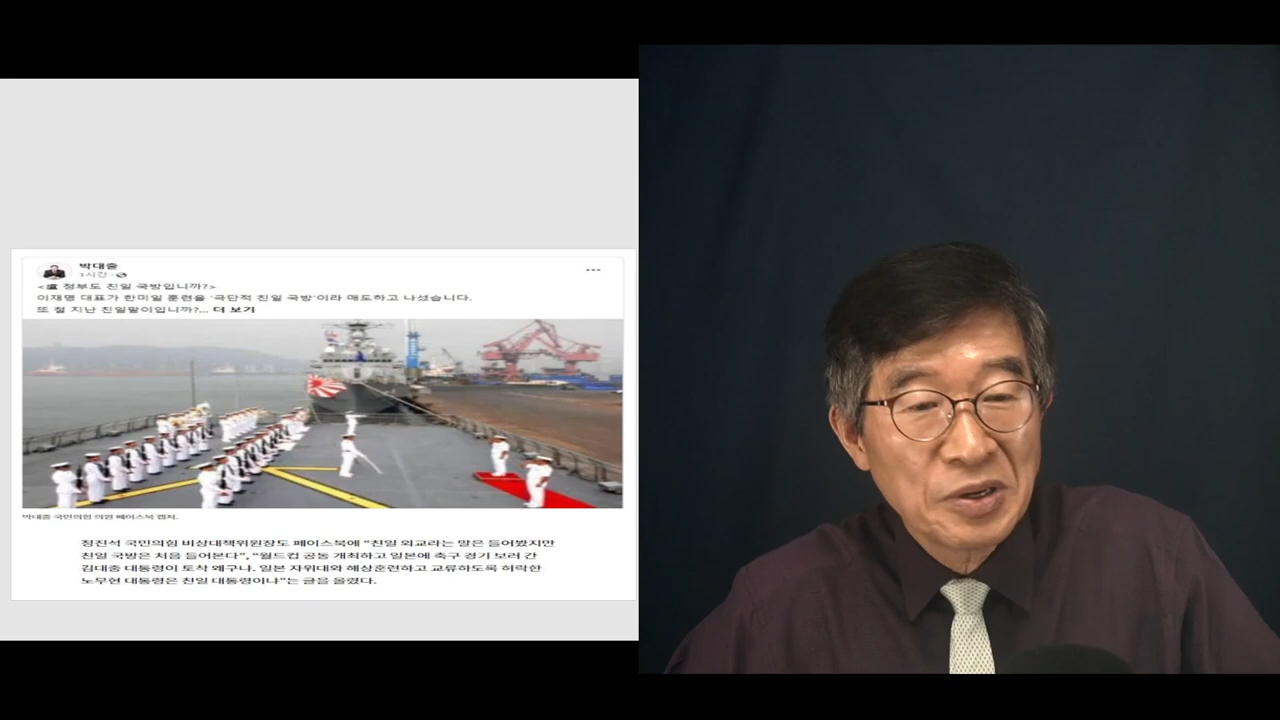 박대출
1시간 ·
<盧 정부도 친일 국방입니까?>
이재명 대표가 한미일 훈련을 '극단적 친일 국방'이라 매도하고 나섰습니다.
또 철 지난 친일팔이입니까?... 더 보기
박대출 국민의힘 의원 페이스북 캡처.
정진석 국민의힘 비상대책위원장도 페이스북에 "친일 외교라는 말은 들어봤지만
친일 국방은 처음 들어본다", "월드컵 공동 개최하고 일본에 축구 경기 보러 간
김대중 대통령이 토착 왜구냐. 일본 자위대와 해상훈련하고 교류하도록 허락한
노무현 대통령은 친일 대통령이냐"는 글을 올렸다.